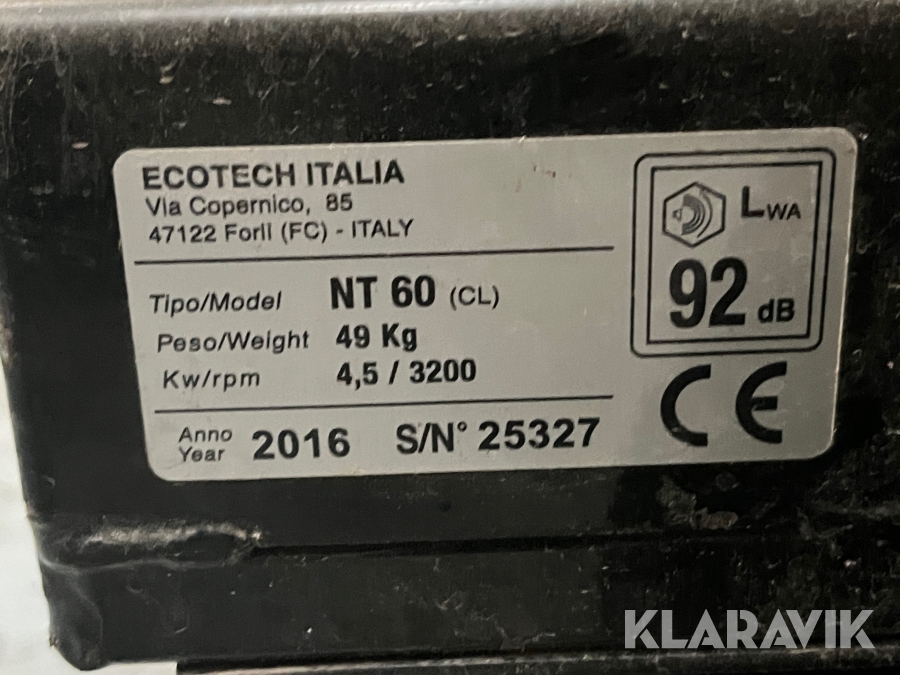 ECOTECH ITALIA
Via Copernico, 85
47122 Forlì (FC) - ITALY
Tipo/Model NT 60 (CL)
Peso/Weight 49 Kg
Kw/rpm 4,5 / 3200
Anno
Year 2016 S/N° 25327
LWA
92 dB
CE
KLARAVIK